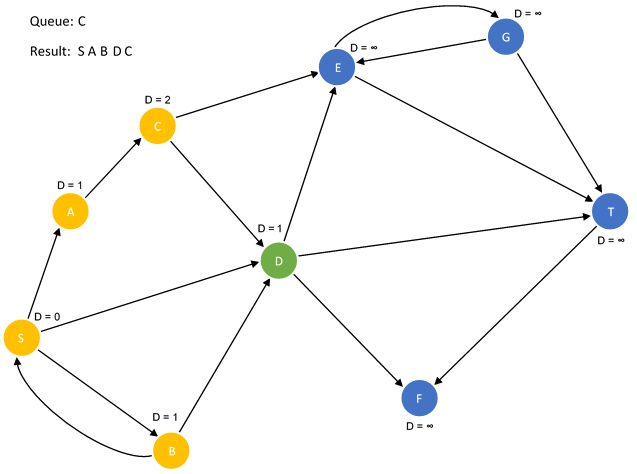 Queue: C
Result: S A B D C
D = ∞
G
D = ∞
E
D = 2
C
D = 1
A
T
D = ∞
D = 1
D
D = 0
S
F
D = ∞
D = 1
B